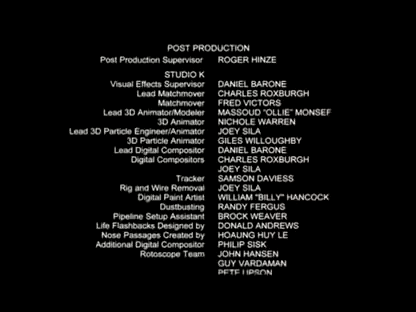 POST PRODUCTION
Post Production Supervisor ROGER HINZE
STUDIO K
Visual Effects Supervisor DANIEL BARONE
Lead Matchmover CHARLES ROXBURGH
Matchmover FRED VICTORS
Lead 3D Animator/Modeler MASSOUD "OLLIE" MONSEF
3D Animator NICHOLE WARREN
Lead 3D Particle Engineer/Animator JOEY SILA
3D Particle Animator GILES WILLOUGHBY
Lead Digital Compositor DANIEL BARONE
Digital Compositors CHARLES ROXBURGH
JOEY SILA
Tracker SAMSON DAVIESS
Rig and Wire Removal JOEY SILA
Digital Paint Artist WILLIAM "BILLY" HANCOCK
Dustbusting RANDY FERGUS
Pipeline Setup Assistant BROCK WEAVER
Life Flashbacks Designed by DONALD ANDREWS
Nose Passages Created by HOAUNG HUY LE
Additional Digital Compositor PHILIP SISK
Rotoscope Team JOHN HANSEN
GUY VARDAMAN
PETE UPSON